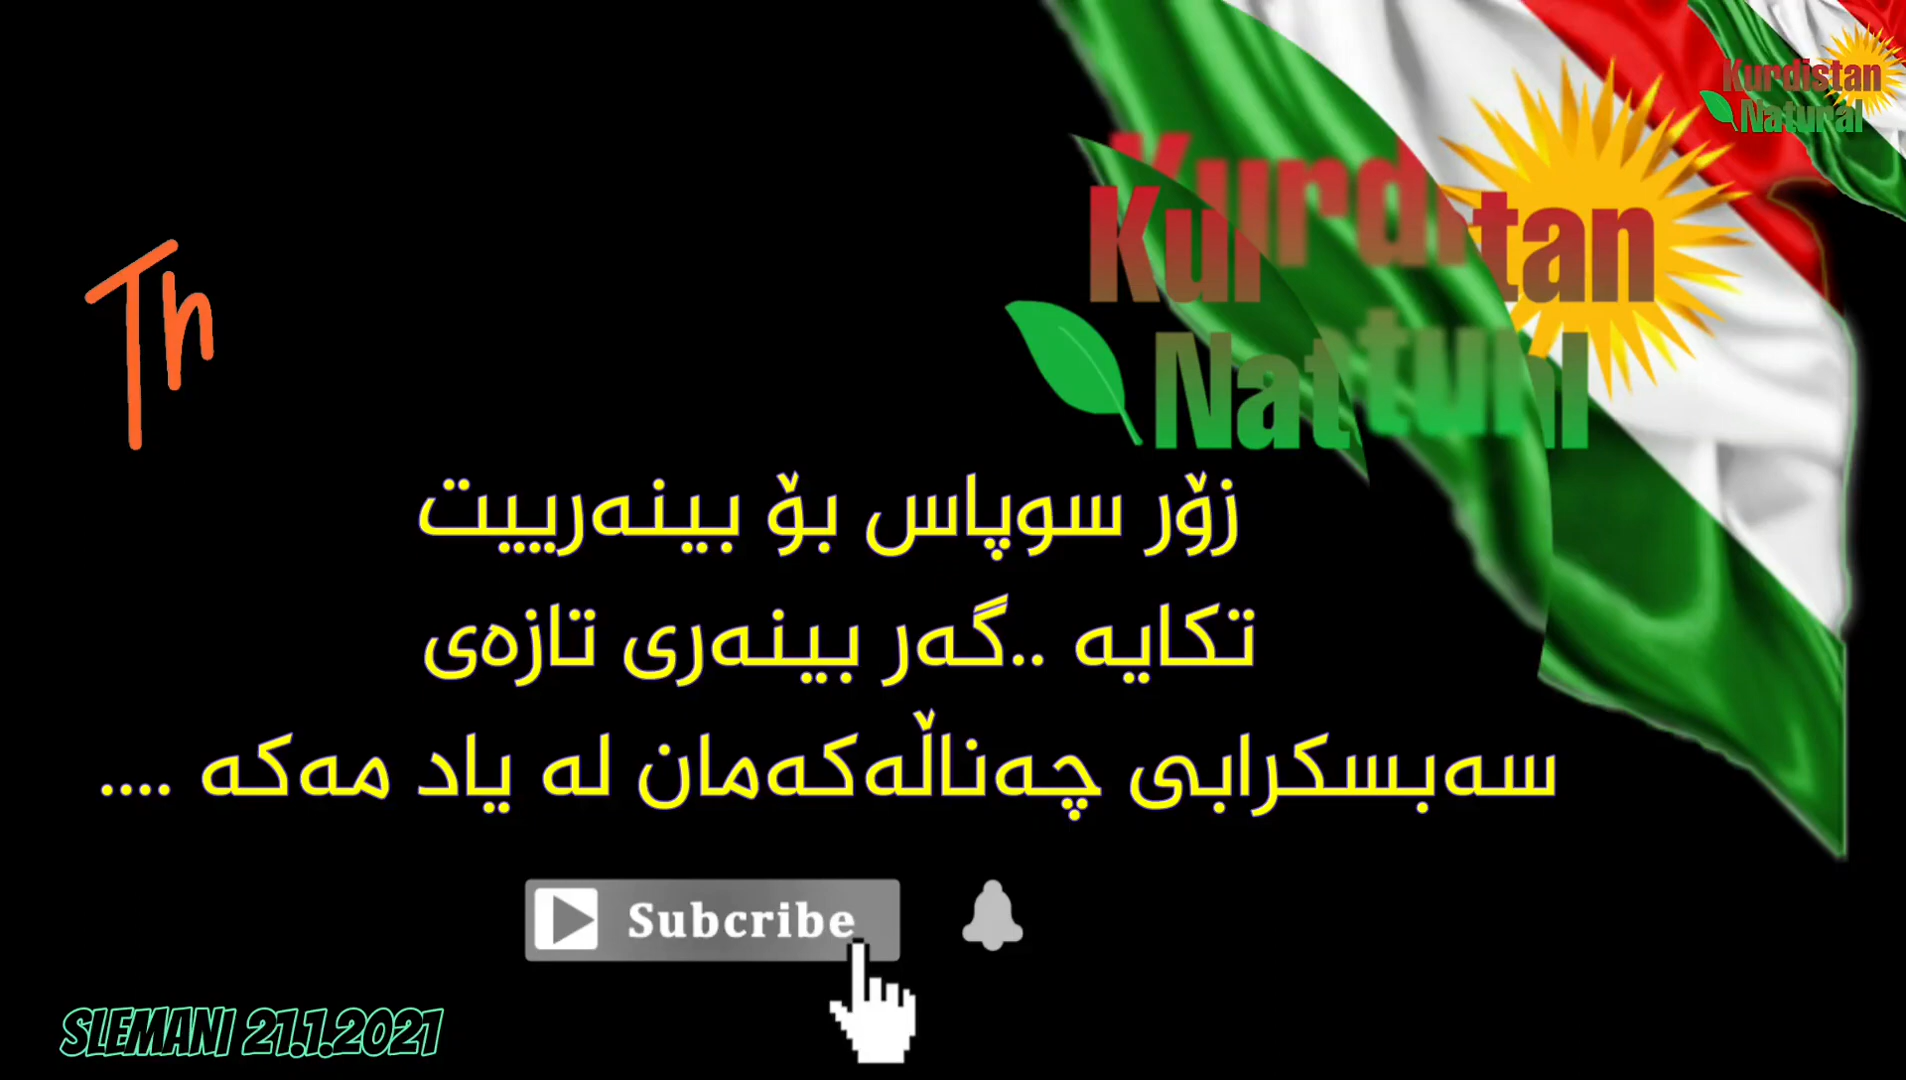 Kurdistan
Natural
Kurdistan
Natural
Th
زۆر سوپاس بۆ بینەرییت
تکایە ..گەر بینەری تازەی
سەبسکرابی چەناڵەکەمان لە یاد مەکە ....
Subcribe
SLEMANI 21.1.2021